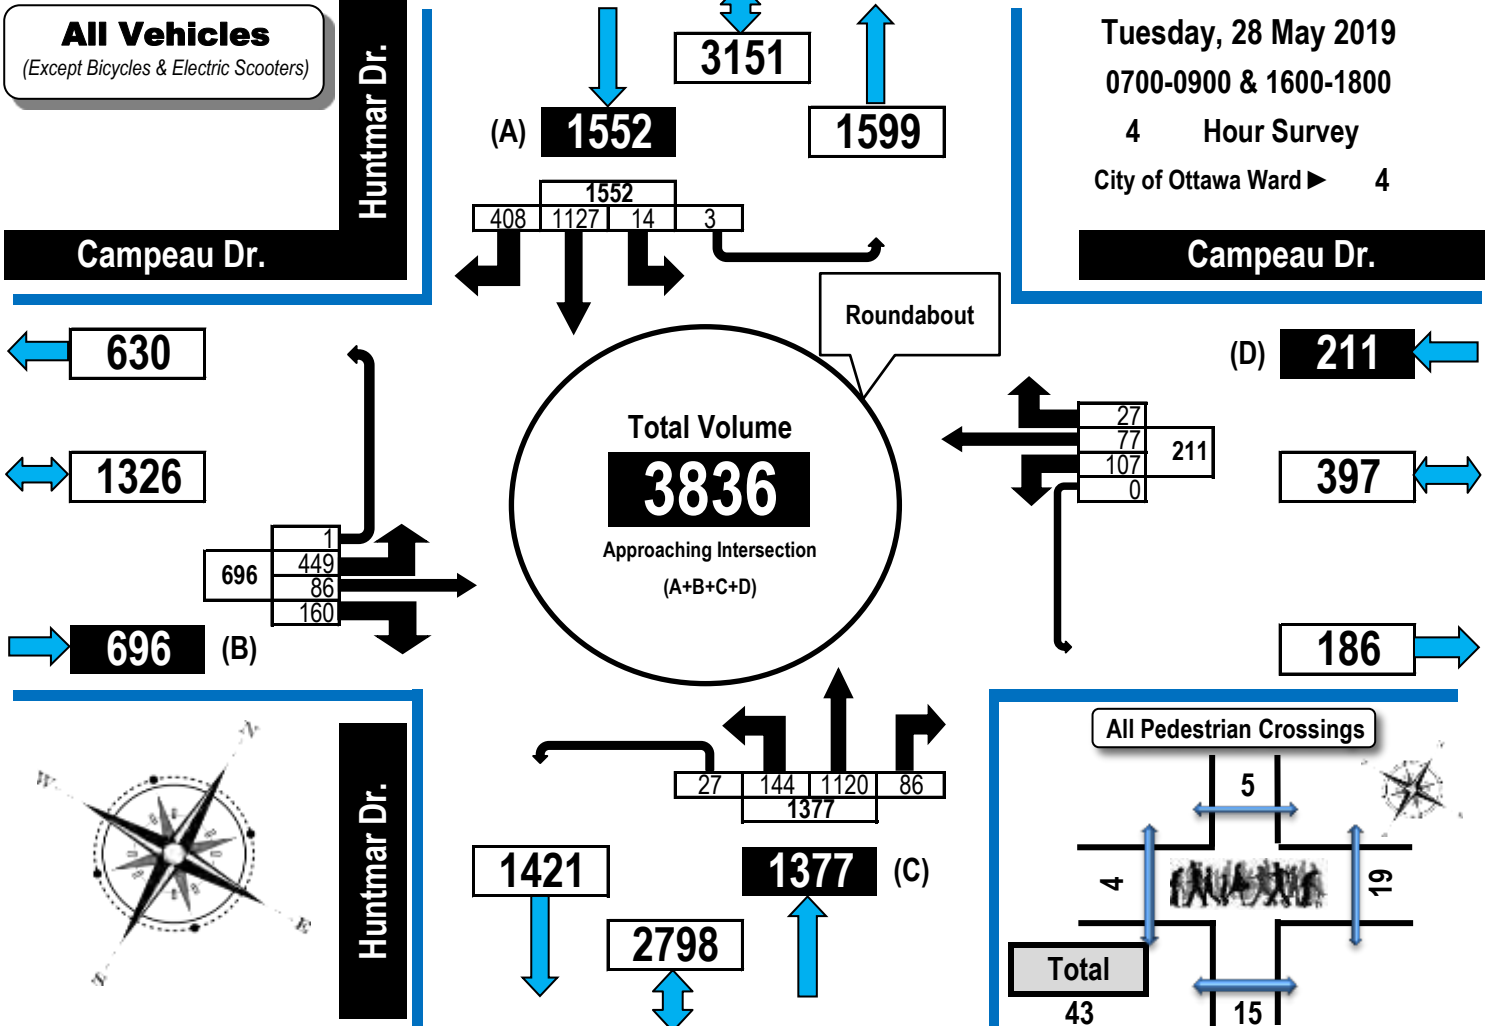 All Vehicles
(Except Bicycles & Electric Scooters)
Huntmar Dr.
Campeau Dr.
3151
(A)
1552
1599
1552
408
1127
14
3
Tuesday, 28 May 2019
0700-0900 & 1600-1800
4 Hour Survey
City of Ottawa Ward ► 4
Campeau Dr.
630
1326
1
449
86
160
696
696
(B)
Roundabout
Total Volume
3836
Approaching Intersection
(A+B+C+D)
(D)
211
27
77
107
0
211
397
186
N
W
E
S
Huntmar Dr.
27
144
1120
86
1377
1421
1377
(C)
2798
All Pedestrian Crossings
5
4
19
Total
43
15